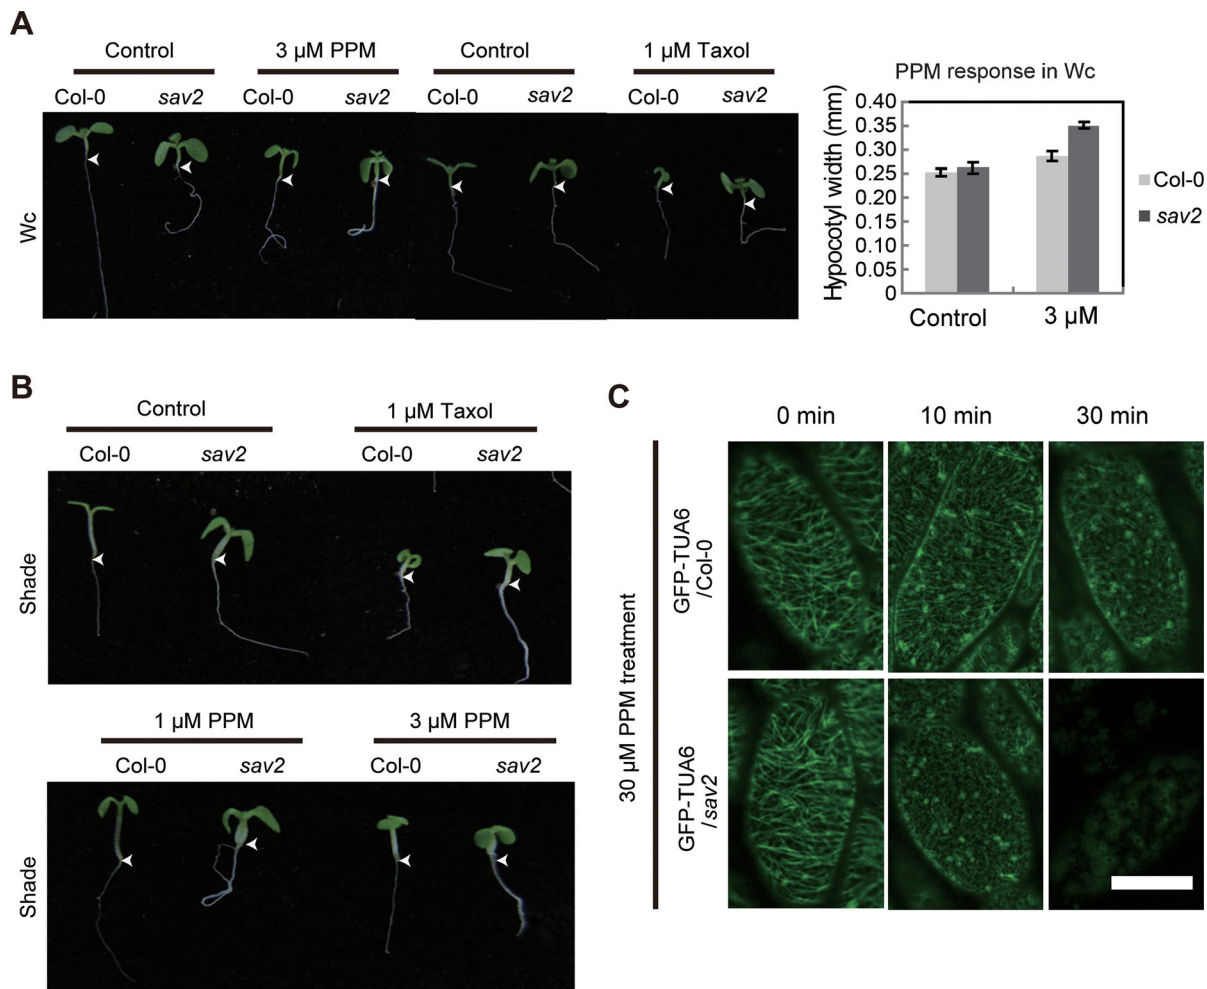 A
Control
3 µM PPM
Control
1 µM Taxol
Col-0
sav2
Col-0
sav2
Col-0
sav2
Col-0
sav2
Wc
PPM response in Wc
Hypocotyl width (mm)
0.40
0.35
0.30
0.25
0.20
0.15
0.10
0.05
0
Control
3 µM
Col-0
sav2
B
Control
1 µM Taxol
Col-0
sav2
Col-0
sav2
Shade
1 µM PPM
3 µM PPM
Col-0
sav2
Col-0
sav2
Shade
C
0 min
10 min
30 min
30 µM PPM treatment
GFP-TUA6
/Col-0
GFP-TUA6
/sav2